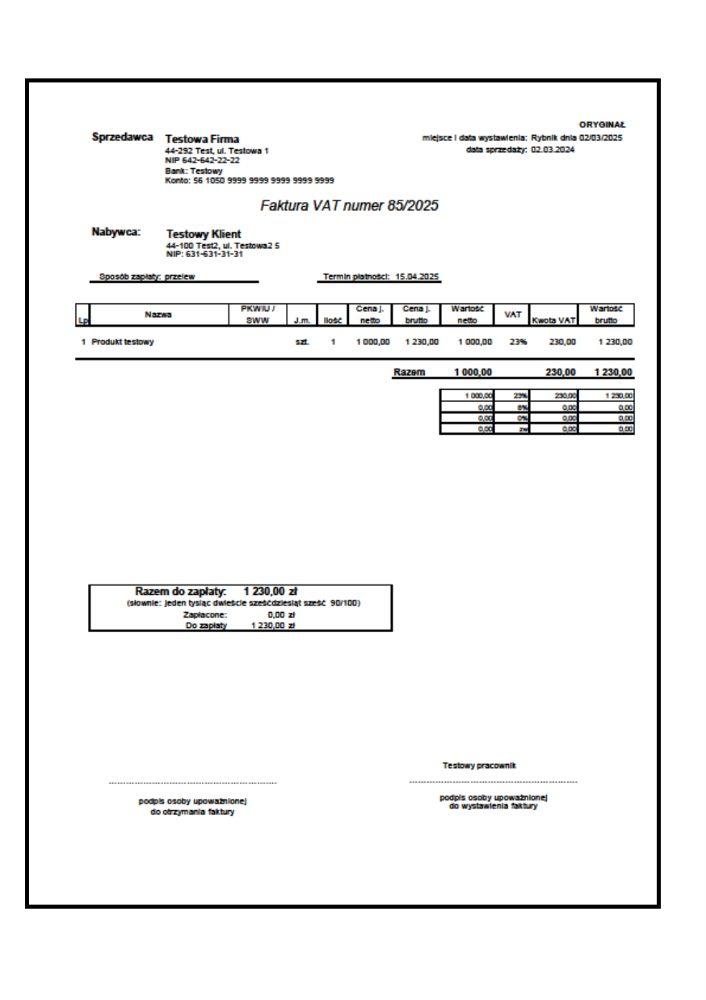 ORYGINAŁ
Sprzedawca Testowa Firma
44-292 Test, ul. Testowa 1
NIP 642-642-22-22
Bank: Testowy
Konto: 56 1050 9999 9999 9999 9999 9999
miejsce i data wystawienia: Rybnik dnia 02/03/2025
data sprzedaży: 02.03.2024
Faktura VAT numer 85/2025
Nabywca: Testowy Klient
44-100 Test2, ul. Testowa2 5
NIP: 631-631-31-31
Sposób zapłaty: przelew Termin płatności: 15.04.2025
Lp Nazwa PKWIU / SWW J.m. Ilość Cena j. netto Cena j. brutto Wartość netto VAT Kwota VAT Wartość brutto
1 Produkt testowy szt. 1 1 000,00 1 230,00 1 000,00 23% 230,00 1 230,00
Razem 1 000,00 230,00 1 230,00
1 000,00 23% 230,00 1 230,00
0,00 8% 0,00 0,00
0,00 0% 0,00 0,00
0,00 zw 0,00 0,00
Razem do zapłaty: 1 230,00 zł
(słownie: jeden tysiąc dwieście sześćdziesiąt sześć 90/100)
Zapłacone: 0,00 zł
Do zapłaty 1 230,00 zł
Testowy pracownik
podpis osoby upoważnionej
do otrzymania faktury
podpis osoby upoważnionej
do wystawienia faktury